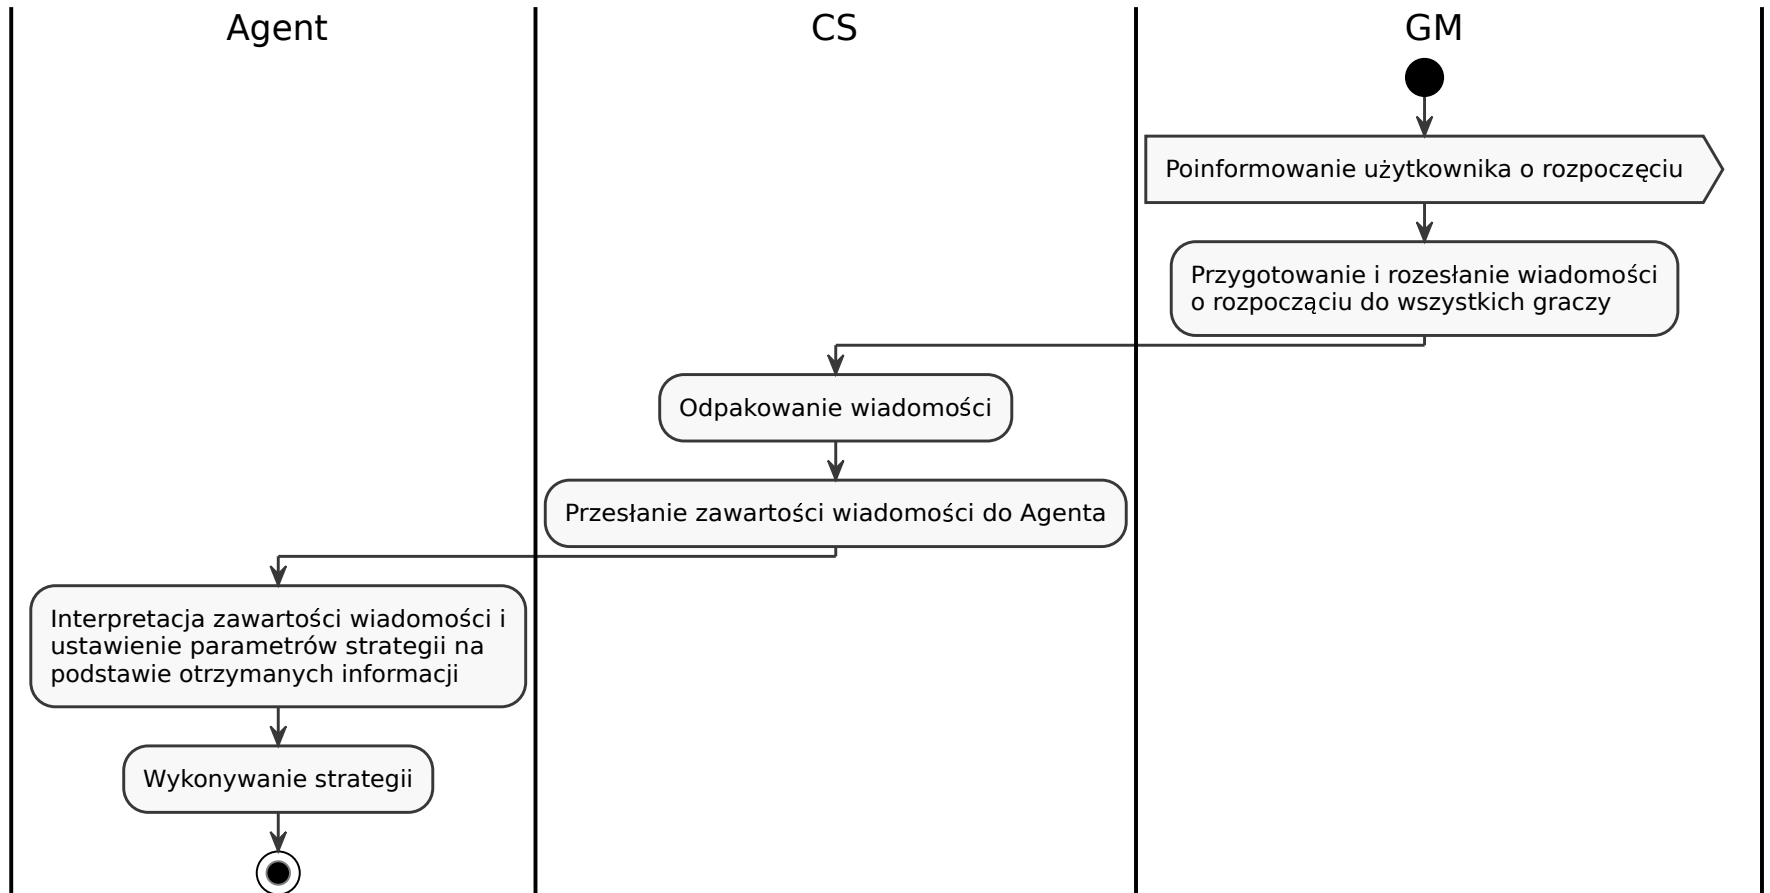 Agent
CS
GM
Poinformowanie użytkownika o rozpoczęciu
Przygotowanie i rozesłanie wiadomości
o rozpocząciu do wszystkich graczy
Odpakowanie wiadomości
Przesłanie zawartości wiadomości do Agenta
Interpretacja zawartości wiadomości i
ustawienie parametrów strategii na
podstawie otrzymanych informacji
Wykonywanie strategii